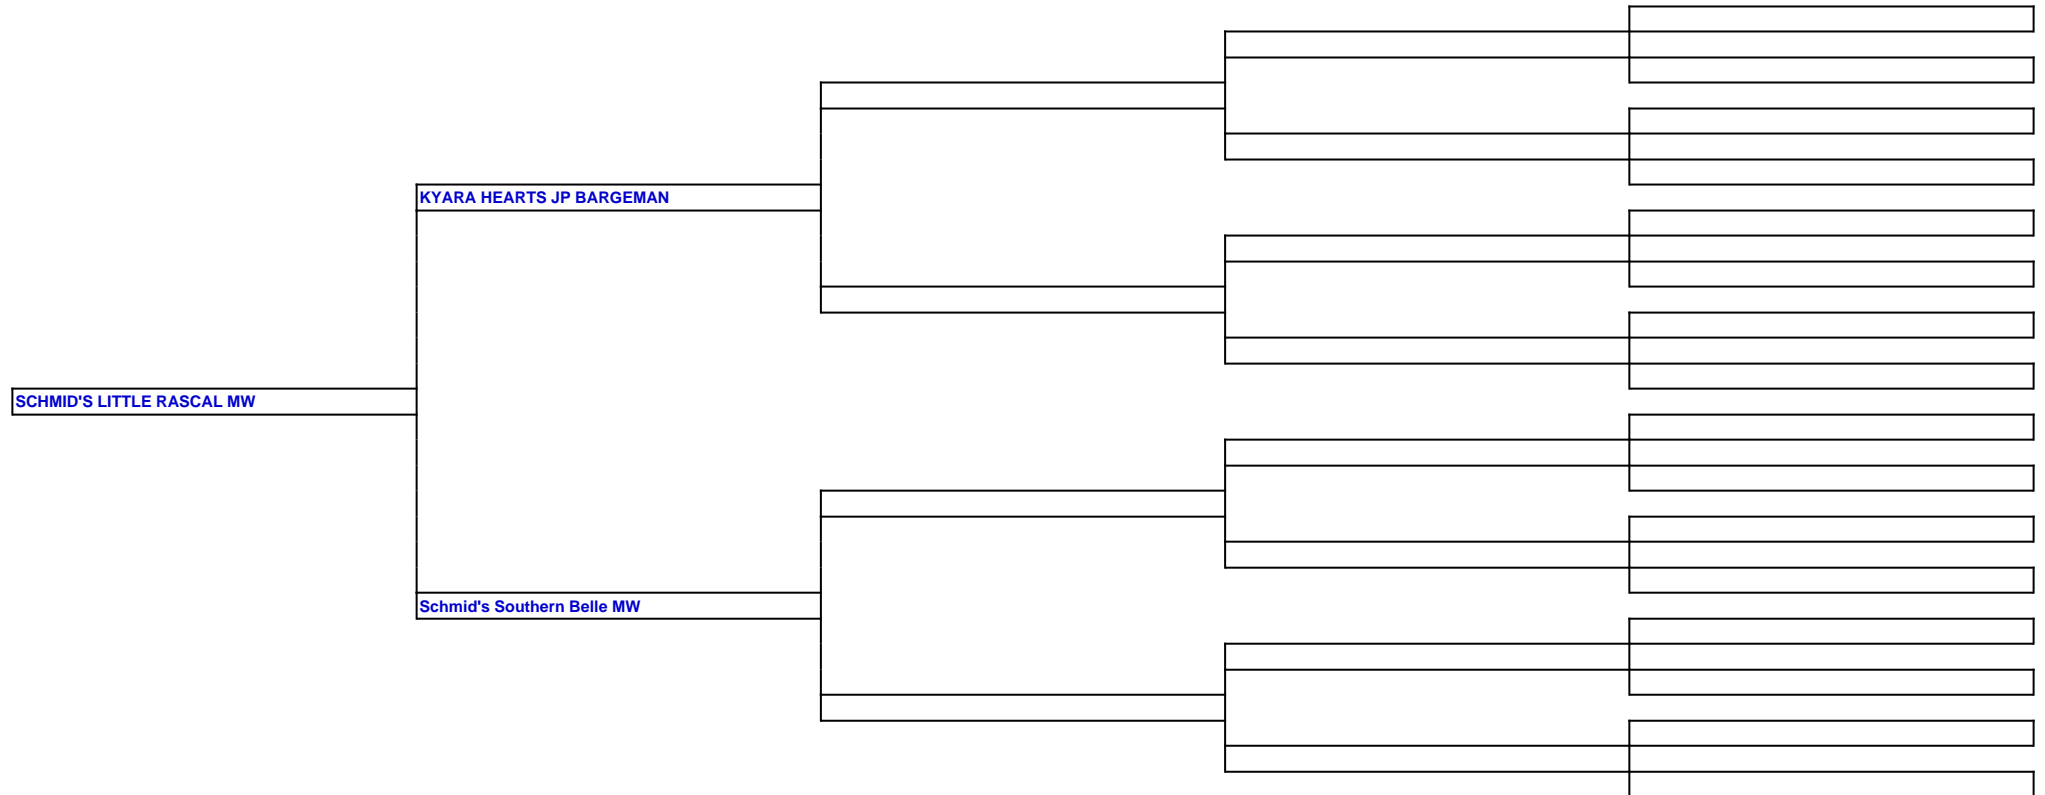 KYARA HEARTS JP BARGEMAN
SCHMID'S LITTLE RASCAL MW
Schmid's Southern Belle MW